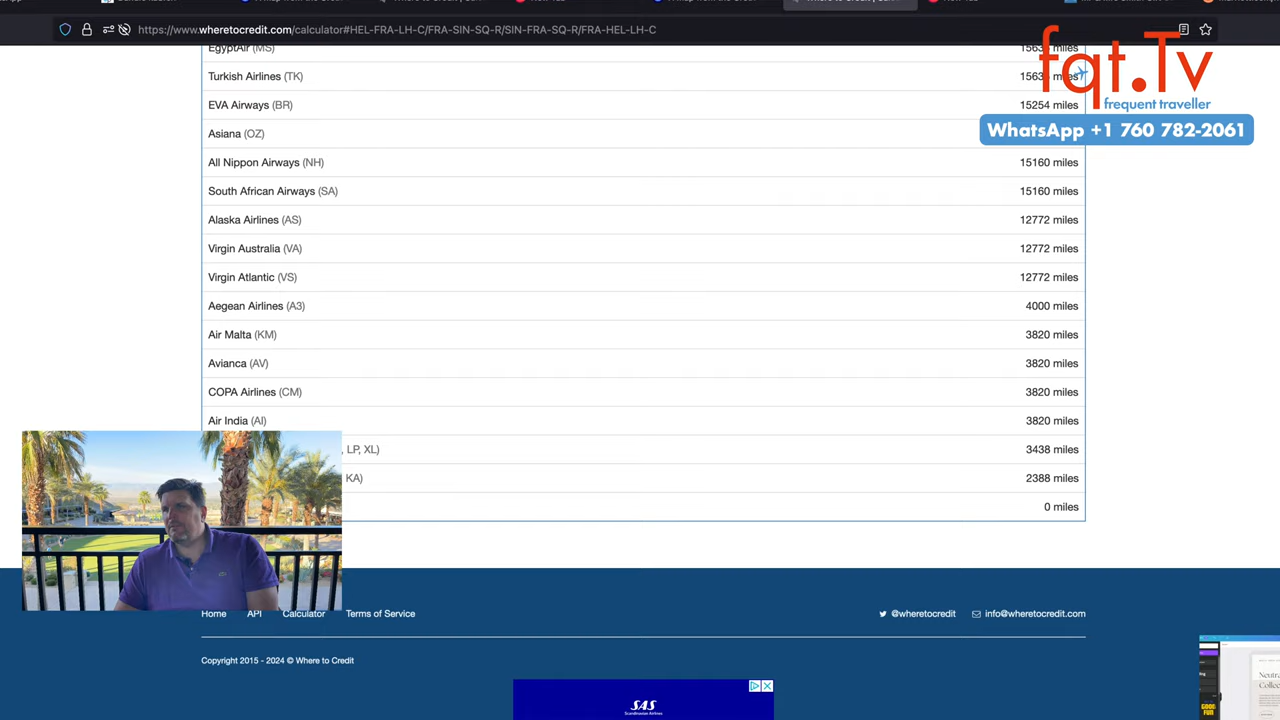 https://www.wheretocredit.com/calculator#HEL-FRA-LH-C/FRA-SIN-SQ-R/SIN-FRA-SQ-R/FRA-HEL-LH-C
EgyptAir (MS)
Turkish Airlines (TK) miles
EVA Airways (BR) 15254 miles
Asiana (OZ)
All Nippon Airways (NH) 15160 miles
South African Airways (SA) 15160 miles
Alaska Airlines (AS) 12772 miles
Virgin Australia (VA) 12772 miles
Virgin Atlantic (VS) 12772 miles
Aegean Airlines (A3) 4000 miles
Air Malta (KM) 3820 miles
Avianca (AV) 3820 miles
COPA Airlines (CM) 3820 miles
Air India (AI) 3820 miles
, LP, XL) 3438 miles
KA) 2388 miles
0 miles
fqt.Tv
frequent traveller
WhatsApp +1 760 782-2061
Home API Calculator Terms of Service @wheretocredit info@wheretocredit.com
Copyright 2015 - 2024 © Where to Credit
SAS
Scandinavian Airlines
GOOD
FUN